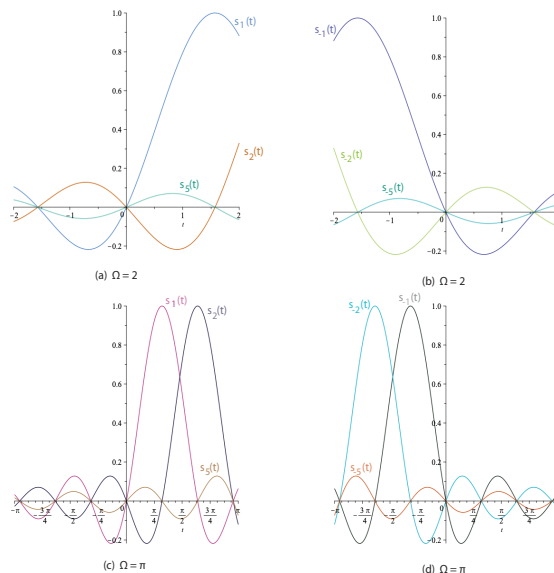 s₁(t)
1.0
0.8
0.6
0.4
0.2
s₅(t)
s₂(t)
-2 -1 0 1 2
t
-0.2
(a) Ω = 2
s₋₁(t)
1.0
0.8
0.6
0.4
0.2
s₋₂(t)
s₋₅(t)
-2 -1 0 1
t
-0.2
(b) Ω = 2
s₁(t)
s₂(t)
1.0
0.8
0.6
0.4
0.2
s₅(t)
-π -3π/4 -π/2 -π/4 0 π/4 π/2 3π/4 π
t
-0.2
(c) Ω = π
s₋₂(t)
s₋₁(t)
1.0
0.8
0.6
0.4
0.2
s₋₅(t)
-π -3π/4 -π/2 -π/4 0 π/4 π/2 3π/4 π
t
-0.2
(d) Ω = π